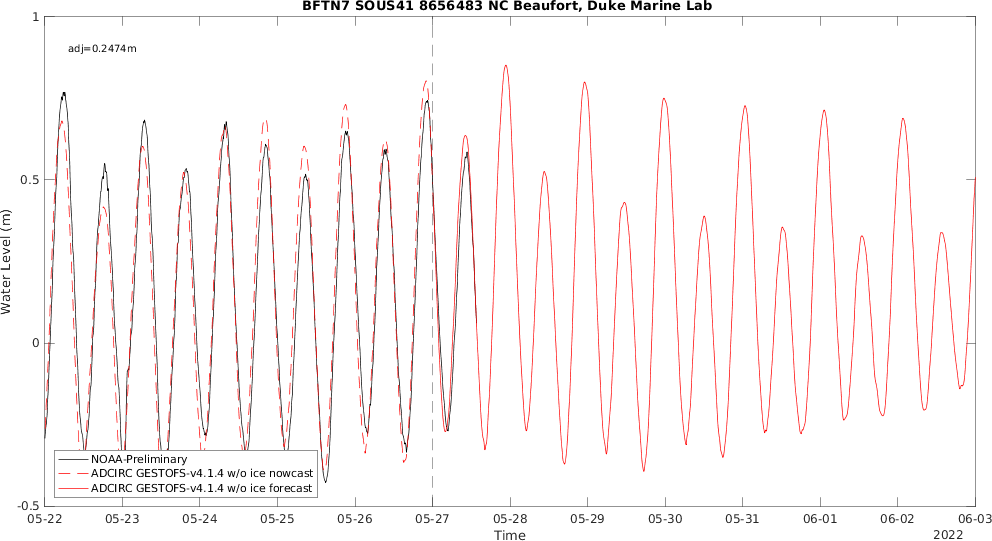 BFTN7 SOUS41 8656483 NC Beaufort, Duke Marine Lab
adj=0.2474m
1
0.5
0
-0.5
Water Level (m)
NOAA-Preliminary
ADCIRC GESTOFS-v4.1.4 w/o ice nowcast
ADCIRC GESTOFS-v4.1.4 w/o ice forecast
05-22 05-23 05-24 05-25 05-26 05-27 05-28 05-29 05-30 05-31 06-01 06-02 06-03
Time
2022